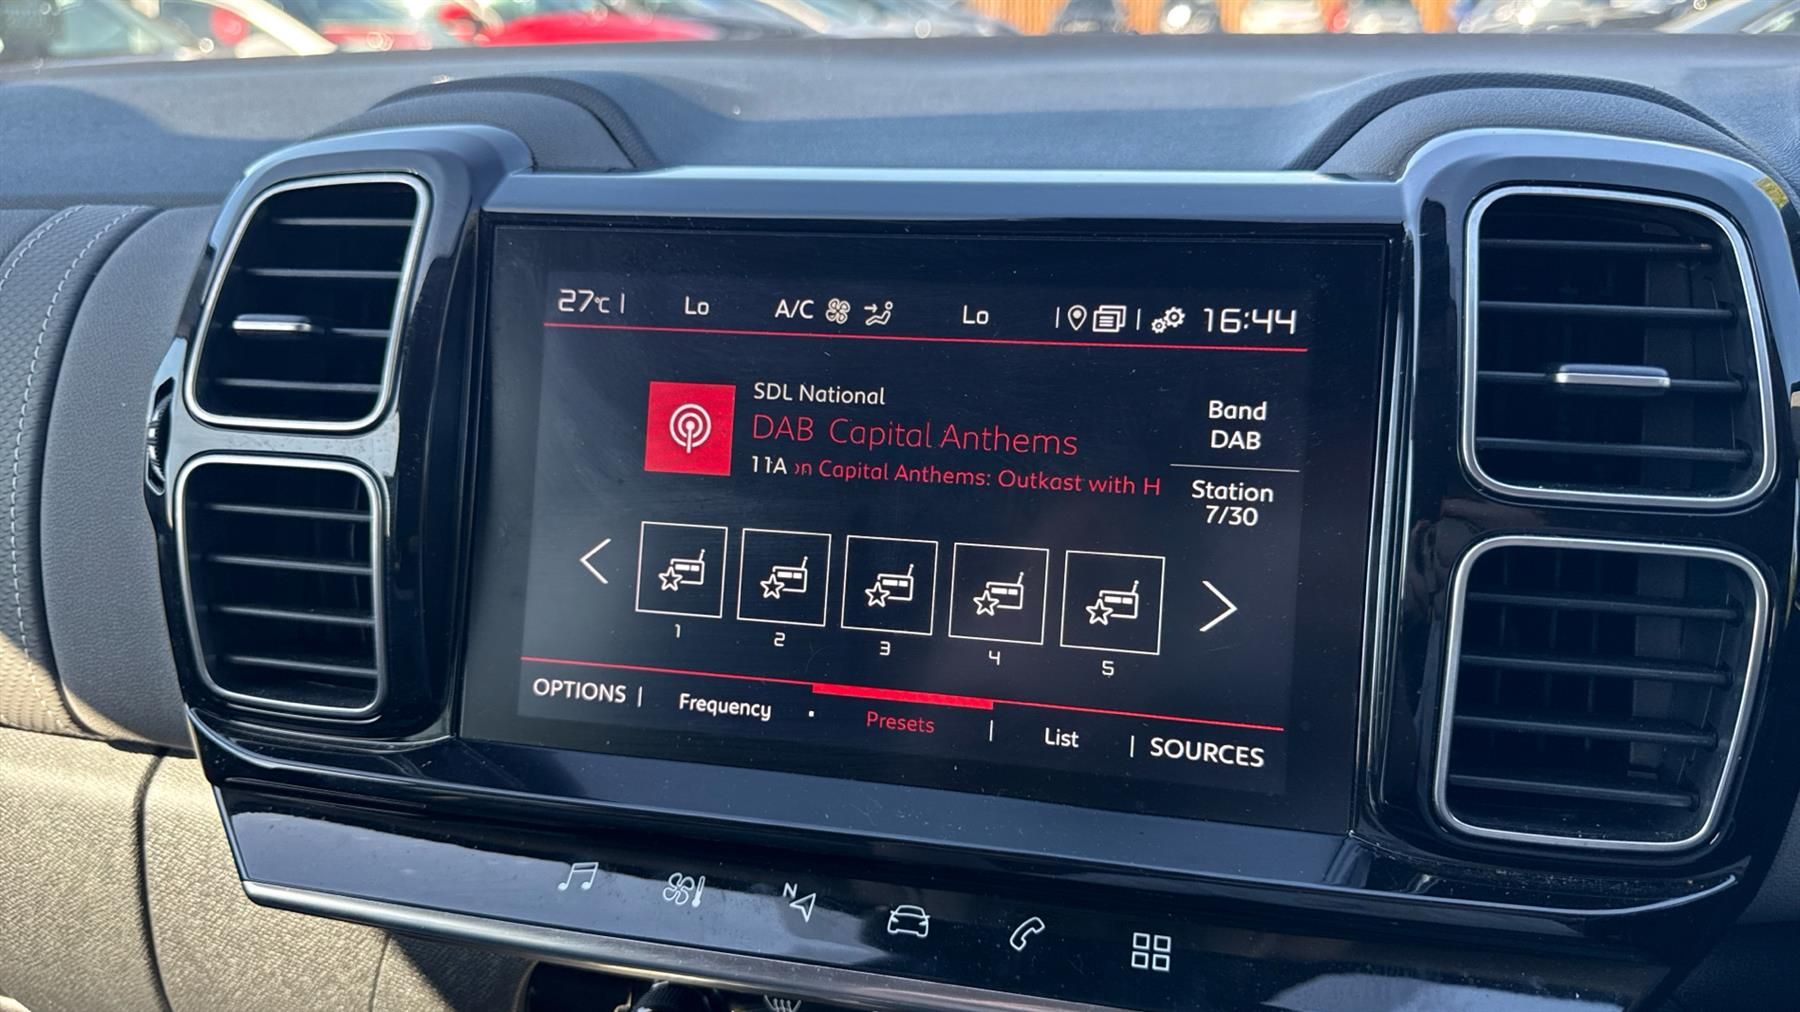 27°C | Lo A/C Lo | | 16:44
SDL National
DAB Capital Anthems
11A on Capital Anthems: Outkast with H
Band
DAB
Station
7/30
1 2 3 4 5
OPTIONS | Frequency · Presets | List | SOURCES
N